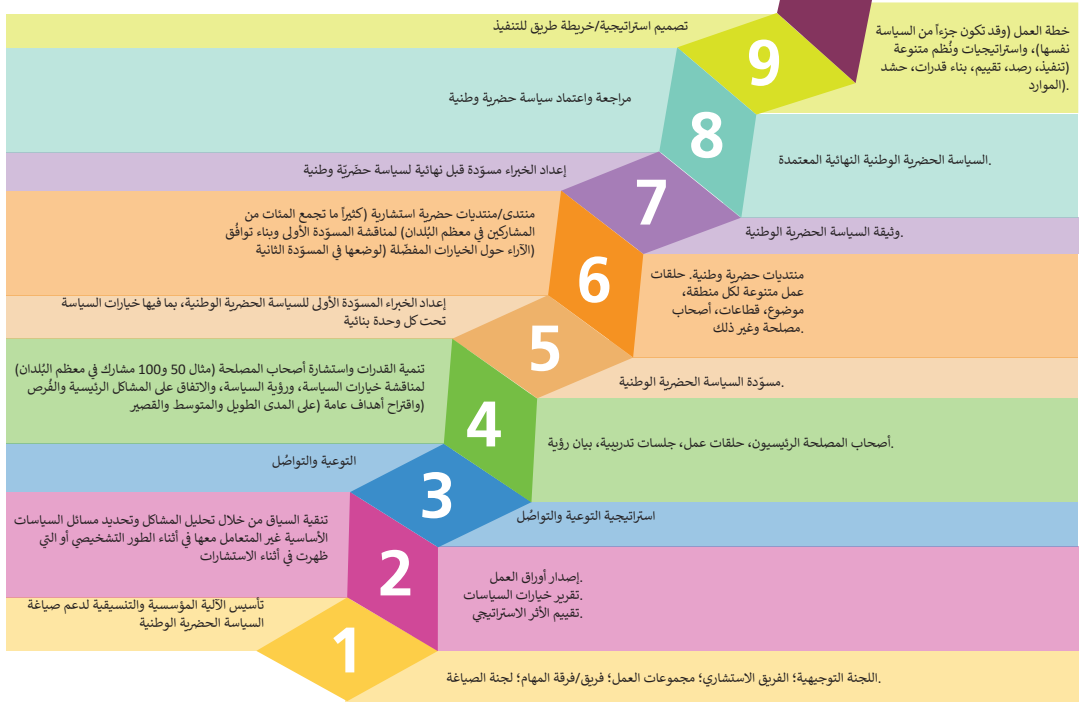 تصميم استراتيجية/خريطة طريق للتنفيذ
9
خطة العمل (وقد تكون جزءاً من السياسة
نفسها)، واستراتيجيات ونُظم متنوعة
(تنفيذ، رصد، تقييم، بناء قدرات، حشد
.(الموارد
مراجعة واعتماد سياسة حضرية وطنية
8
.السياسة الحضرية الوطنية النهائية المعتمدة
إعداد الخبراء مسوّدة قبل نهائية لسياسة حضَريّة وطنية
7
.وثيقة السياسة الحضرية الوطنية
منتدى/منتديات حضرية استشارية (كثيراً ما تجمع المئات من
المشاركين في معظم البُلدان) لمناقشة المسوّدة الأولى وبناء توافُق
(الآراء حول الخيارات المفضّلة (لوضعها في المسوّدة الثانية
6
منتديات حضرية وطنية. حلقات
عمل متنوعة لكل منطقة،
موضوع، قطاعات، أصحاب
.مصلحة وغير ذلك
إعداد الخبراء المسوّدة الأولى للسياسة الحضرية الوطنية، بما فيها خيارات السياسة
تحت كل وحدة بنائية
5
.مسوّدة السياسة الحضرية الوطنية
تنمية القدرات واستشارة أصحاب المصلحة (مثال 50 و100 مشارك في معظم البُلدان)
لمناقشة خيارات السياسة، ورؤية السياسة، والاتفاق على المشاكل الرئيسية والفُرص
(واقتراح أهداف عامة (على المدى الطويل والمتوسط والقصير
4
.أصحاب المصلحة الرئيسيون، حلقات عمل، جلسات تدريبية، بيان رؤية
التوعية والتواصُل
3
استراتيجية التوعية والتواصُل
تنقية السياق من خلال تحليل المشاكل وتحديد مسائل السياسات
الأساسية غير المتعامل معها في أثناء الطور التشخيصي أو التي
ظهرت في أثناء الاستشارات
2
.إصدار أوراق العمل
.تقرير خيارات السياسات
.تقييم الأثر الاستراتيجي
تأسيس الآلية المؤسسية والتنسيقية لدعم صياغة
السياسة الحضرية الوطنية
1
.اللجنة التوجيهية؛ الفريق الاستشاري؛ مجموعات العمل؛ فريق/فرقة المهام؛ لجنة الصياغة